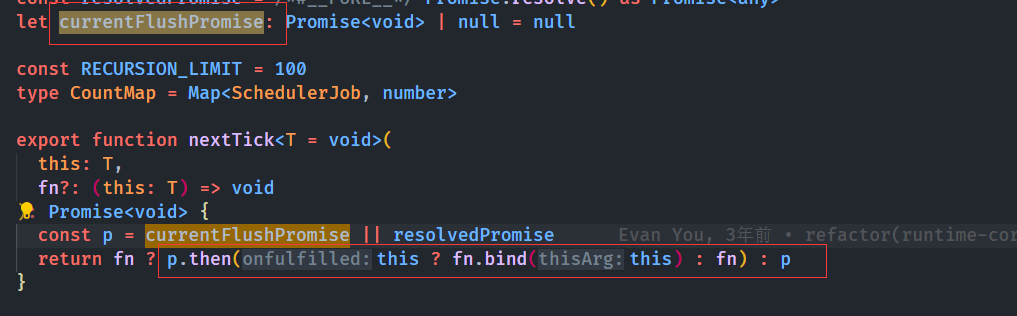 const resolvedPromise = /*#__PURE__*/ Promise.resolve() as Promise<any>
let currentFlushPromise: Promise<void> | null = null
const RECURSION_LIMIT = 100
type CountMap = Map<SchedulerJob, number>
export function nextTick<T = void>(
this: T,
fn?: (this: T) => void
: Promise<void> {
const p = currentFlushPromise || resolvedPromise Evan You, 3年前 • refactor(runtime-cor
return fn ? p.then(onfulfilled: this ? fn.bind(thisArg: this) : fn) : p
}